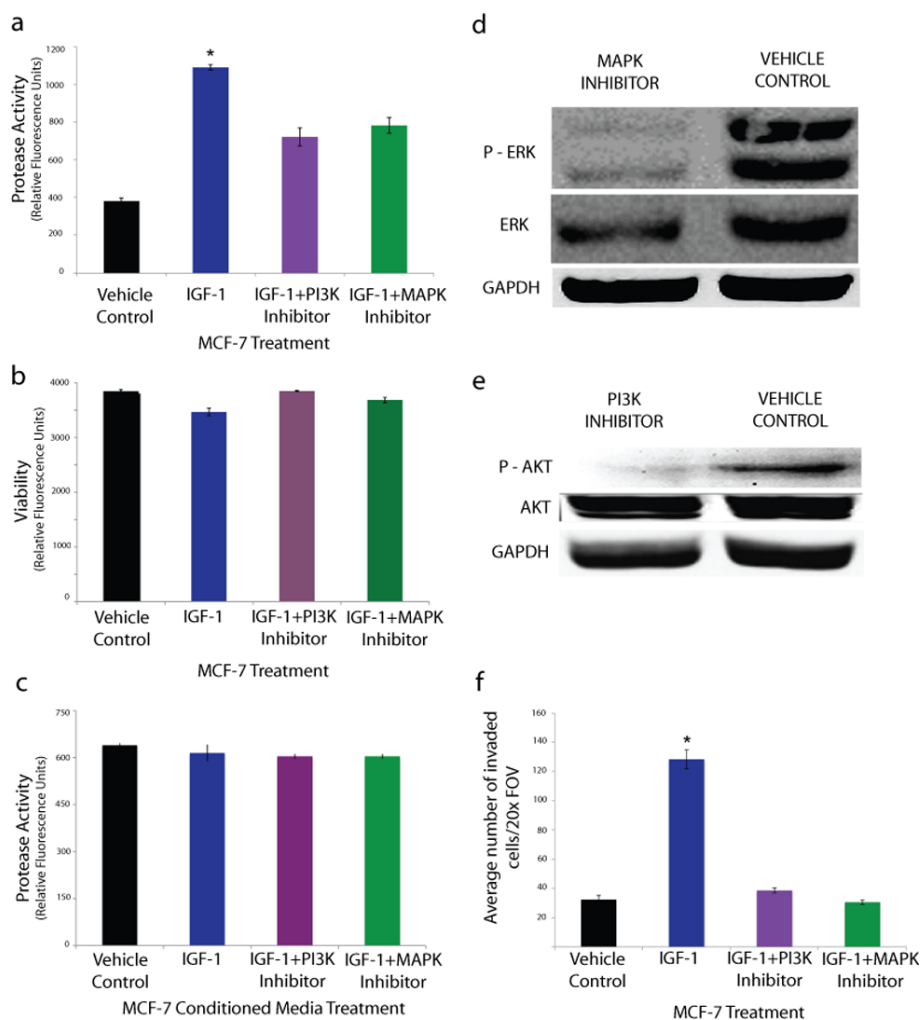 a
Protease Activity
(Relative Fluorescence Units)
1200
1000
800
600
400
200
0
*
Vehicle Control
IGF-1
IGF-1+PI3K Inhibitor
IGF-1+MAPK Inhibitor
MCF-7 Treatment
b
Viability
(Relative Fluorescence Units)
4000
3000
2000
1000
0
Vehicle Control
IGF-1
IGF-1+PI3K Inhibitor
IGF-1+MAPK Inhibitor
MCF-7 Treatment
c
Protease Activity
(Relative Fluorescence Units)
750
600
450
300
150
0
Vehicle Control
IGF-1
IGF-1+PI3K Inhibitor
IGF-1+MAPK Inhibitor
MCF-7 Conditioned Media Treatment
d
MAPK INHIBITOR
VEHICLE CONTROL
P - ERK
ERK
GAPDH
e
PI3K INHIBITOR
VEHICLE CONTROL
P - AKT
AKT
GAPDH
f
Average number of invaded
cells/20x FOV
160
140
120
100
80
60
40
20
*
Vehicle Control
IGF-1
IGF-1+PI3K Inhibitor
IGF-1+MAPK Inhibitor
MCF-7 Treatment